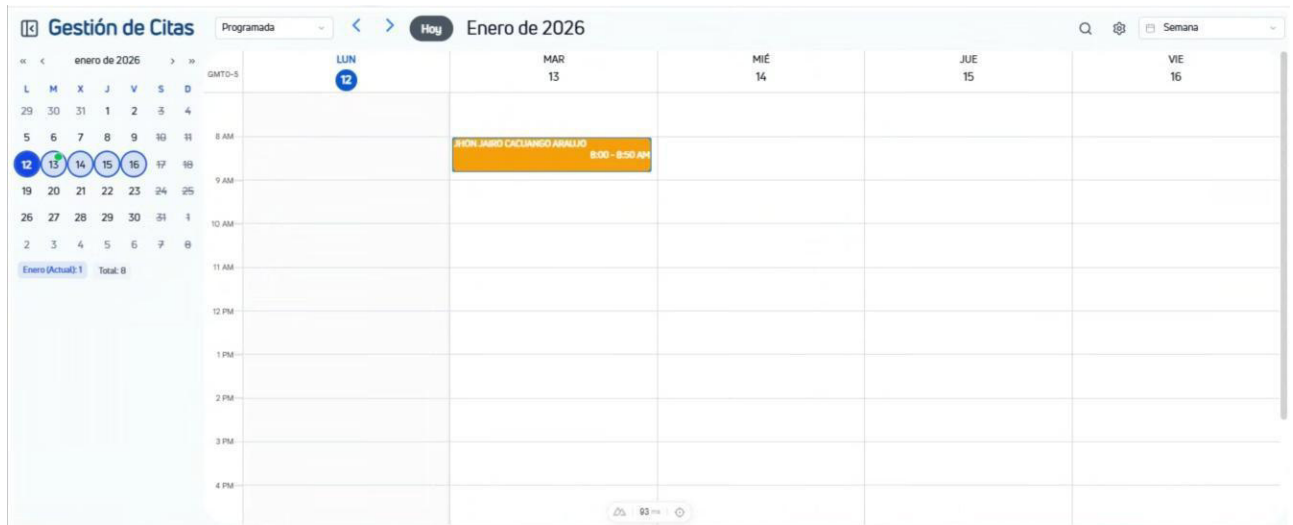 Gestión de Citas
Programada
Hoy
Enero de 2026
Semana
« < enero de 2026 > »
L M X J V S D
29 30 31 1 2 3 4
5 6 7 8 9 10 11
12 13 14 15 16 17 18
19 20 21 22 23 24 25
26 27 28 29 30 31 1
2 3 4 5 6 7 8
Enero (Actual): 1 Total: 8
GMTD-5
LUN 12
MAR 13
MIÉ 14
JUE 15
VIE 16
8 AM
JHON JAIRO CACUANGO ARAUJO
8:00 - 8:50 AM
9 AM
10 AM
11 AM
12 PM
1 PM
2 PM
3 PM
4 PM
93 ms